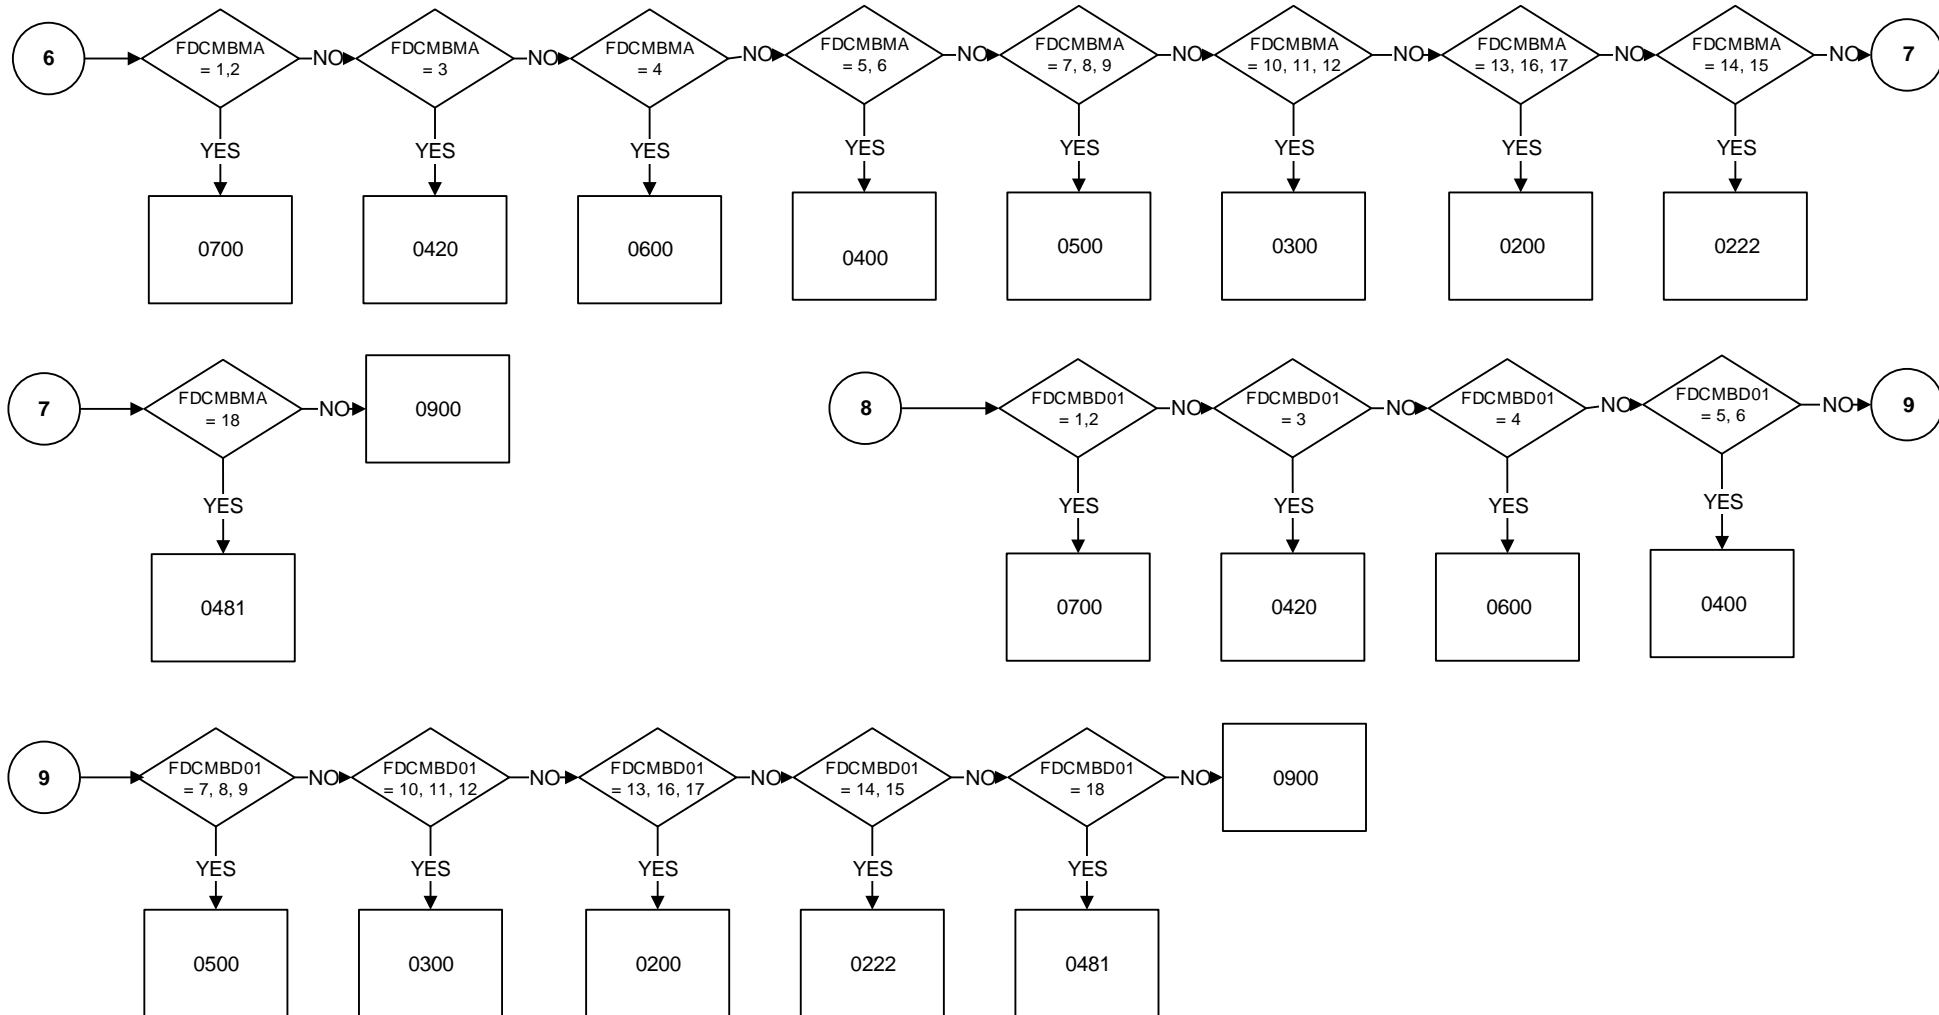 6
FDCMBMA
= 1,2
NO
FDCMBMA
= 3
NO
FDCMBMA
= 4
NO
FDCMBMA
= 5, 6
NO
FDCMBMA
= 7, 8, 9
NO
FDCMBMA
= 10, 11, 12
NO
FDCMBMA
= 13, 16, 17
NO
FDCMBMA
= 14, 15
NO
7
YES
YES
YES
YES
YES
YES
YES
YES
0700
0420
0600
0400
0500
0300
0200
0222
7
FDCMBMA
= 18
NO
0900
YES
0481
8
FDCMBD01
= 1,2
NO
FDCMBD01
= 3
NO
FDCMBD01
= 4
NO
FDCMBD01
= 5, 6
NO
9
YES
YES
YES
YES
0700
0420
0600
0400
9
FDCMBD01
= 7, 8, 9
NO
FDCMBD01
= 10, 11, 12
NO
FDCMBD01
= 13, 16, 17
NO
FDCMBD01
= 14, 15
NO
FDCMBD01
= 18
NO
0900
YES
YES
YES
YES
YES
0500
0300
0200
0222
0481